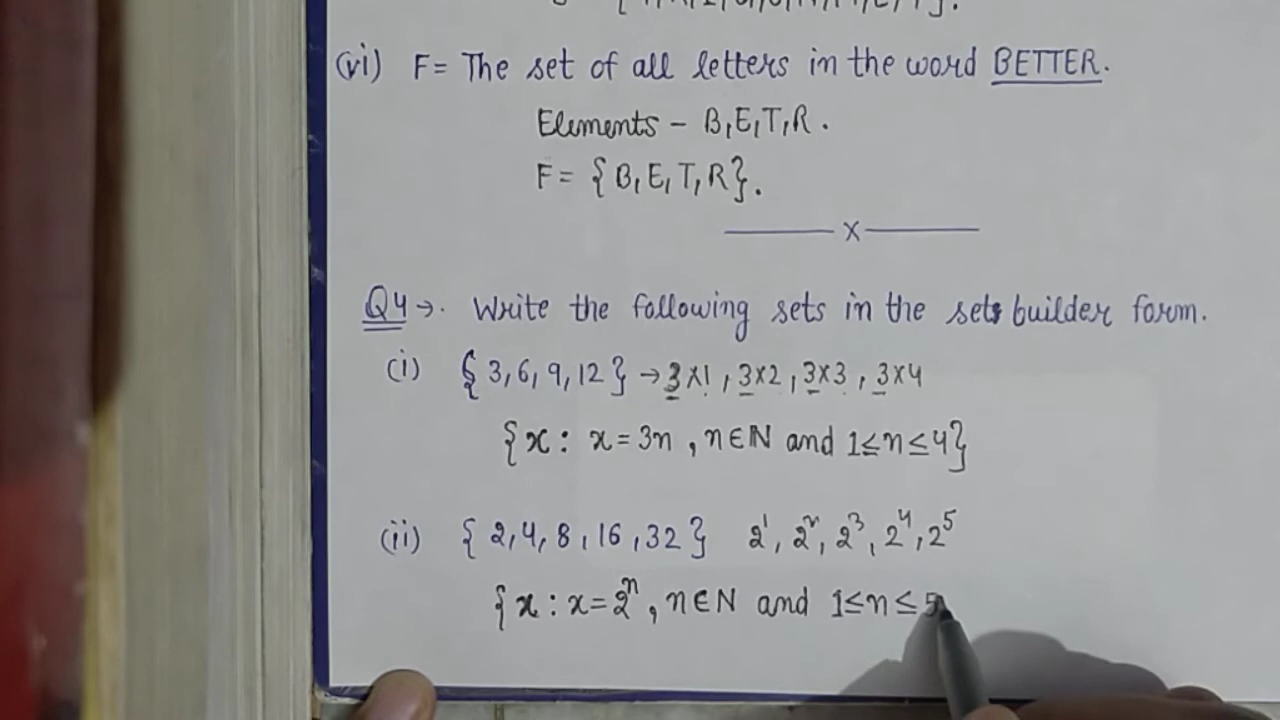 (vi) F= The set of all letters in the word BETTER.
Elements - B,E,T,R.
F= {B,E,T,R}.
x
Q4→. Write the following sets in the sets builder form.
(i) {3,6,9,12} → 3×1, 3×2, 3×3, 3×4
{x: x=3n, n∈N and 1≤n≤4}
(ii) {2,4,8,16,32} 2¹, 2², 2³, 2⁴, 2⁵
{x: x=2ⁿ, n∈N and 1≤n≤5